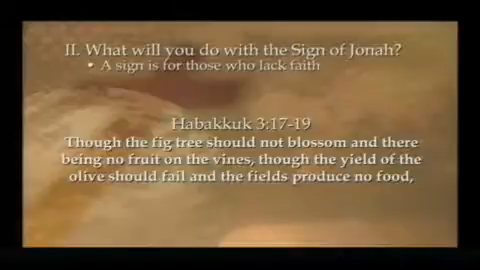 II. What will you do with the Sign of Jonah?
• A sign is for those who lack faith
Habakkuk 3:17-19
Though the fig tree should not blossom and there
being no fruit on the vines, though the yield of the
olive should fail and the fields produce no food,